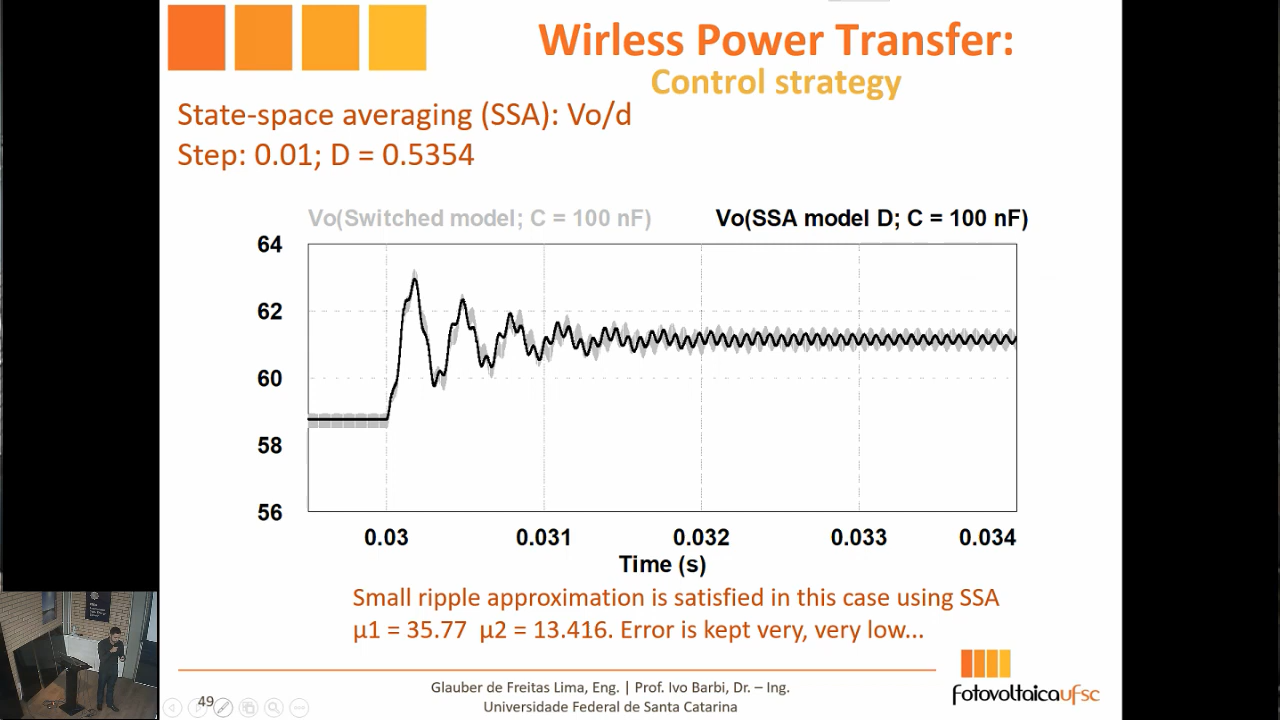 Wirless Power Transfer:
Control strategy
State-space averaging (SSA): Vo/d
Step: 0.01; D = 0.5354
Vo(Switched model; C = 100 nF) Vo(SSA model D; C = 100 nF)
64
62
60
58
56
0.03 0.031 0.032 0.033 0.034
Time (s)
Small ripple approximation is satisfied in this case using SSA
µ1 = 35.77 µ2 = 13.416. Error is kept very, very low...
Glauber de Freitas Lima, Eng. | Prof. Ivo Barbi, Dr. – Ing.
Universidade Federal de Santa Catarina
49
fotovoltaicaufsc